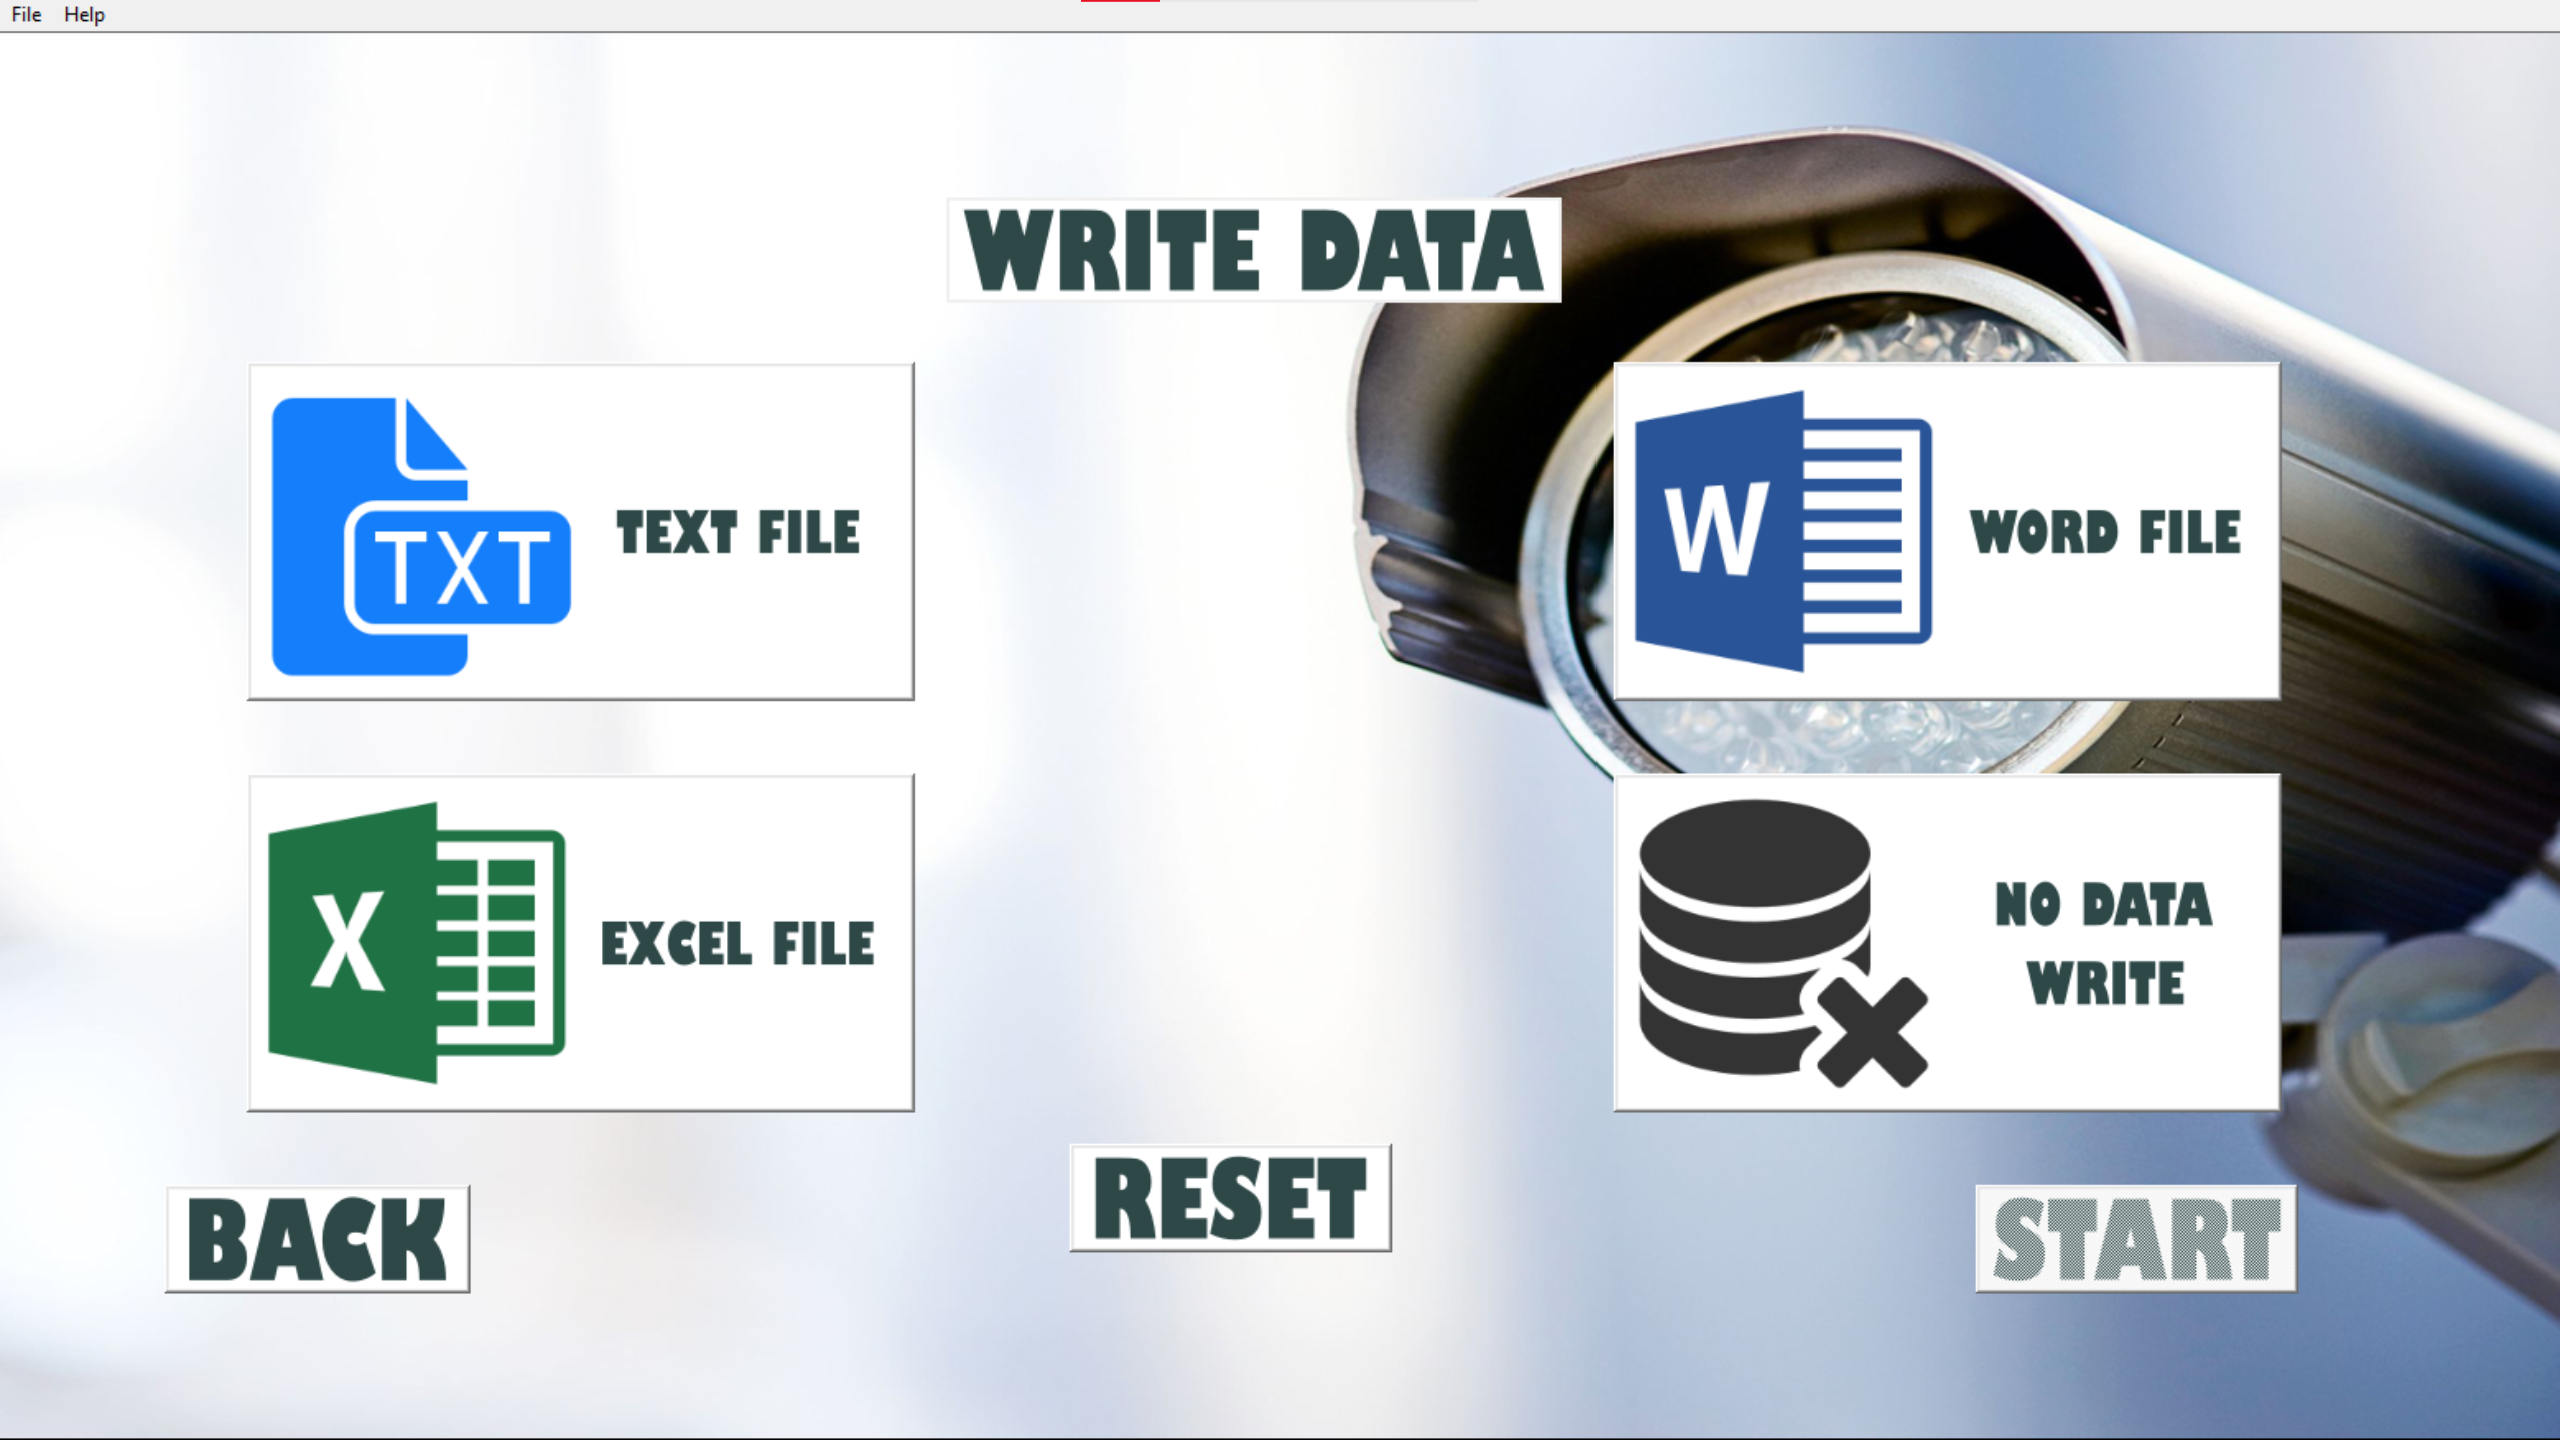 File Help
WRITE DATA
TXT
TEXT FILE
W
WORD FILE
X
EXCEL FILE
NO DATA
WRITE
BACK
RESET
START